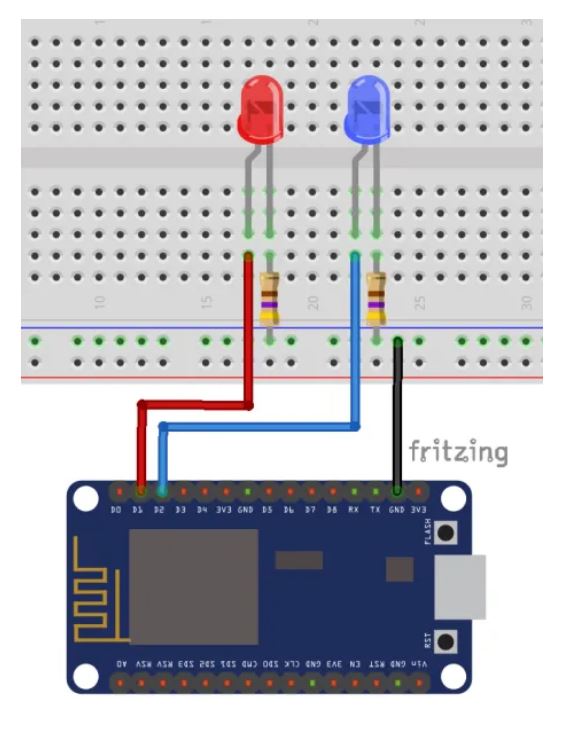 10 15 20 25 30
fritzing
D0 D1 D2 D3 D4 3V3 GND D5 D6 D7 D8 RX TX GND 3V3
FLASH
RST
A0 RSV RSV SD3 SD2 SD1 CMD SD0 CLK GND 3V3 EN RST GND Vin